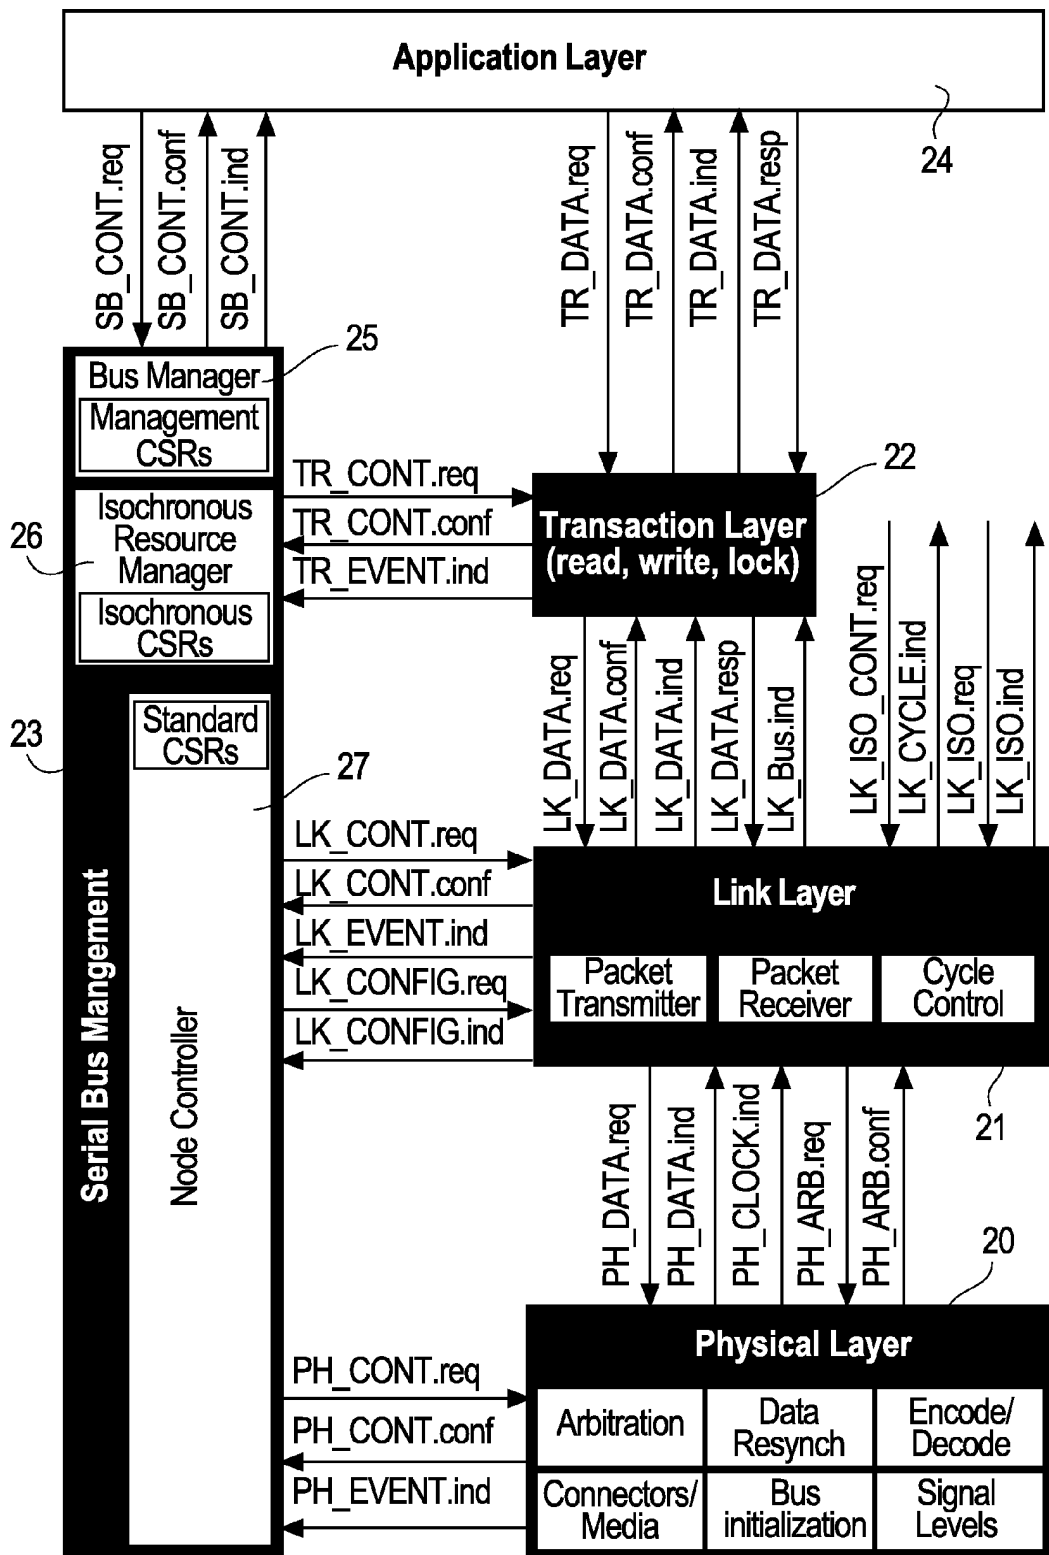 Application Layer
24
SB_CONT.req
SB_CONT.conf
SB_CONT.ind
TR_DATA.req
TR_DATA.conf
TR_DATA.ind
TR_DATA.resp
25
Bus Manager
Management
CSRs
22
TR_CONT.req
TR_CONT.conf
TR_EVENT.ind
Transaction Layer
(read, write, lock)
26
Isochronous
Resource
Manager
Isochronous
CSRs
LK_DATA.req
LK_DATA.conf
LK_DATA.ind
LK_DATA.resp
LK_Bus.ind
LK_ISO_CONT.req
LK_CYCLE.ind
LK_ISO.req
LK_ISO.ind
23
Standard
CSRs
27
LK_CONT.req
LK_CONT.conf
LK_EVENT.ind
LK_CONFIG.req
LK_CONFIG.ind
Link Layer
Packet
Transmitter
Packet
Receiver
Cycle
Control
21
Serial Bus Mangement
Node Controller
PH_DATA.req
PH_DATA.ind
PH_CLOCK.ind
PH_ARB.req
PH_ARB.conf
20
Physical Layer
PH_CONT.req
PH_CONT.conf
PH_EVENT.ind
Arbitration
Data
Resynch
Encode/
Decode
Connectors/
Media
Bus
initialization
Signal
Levels